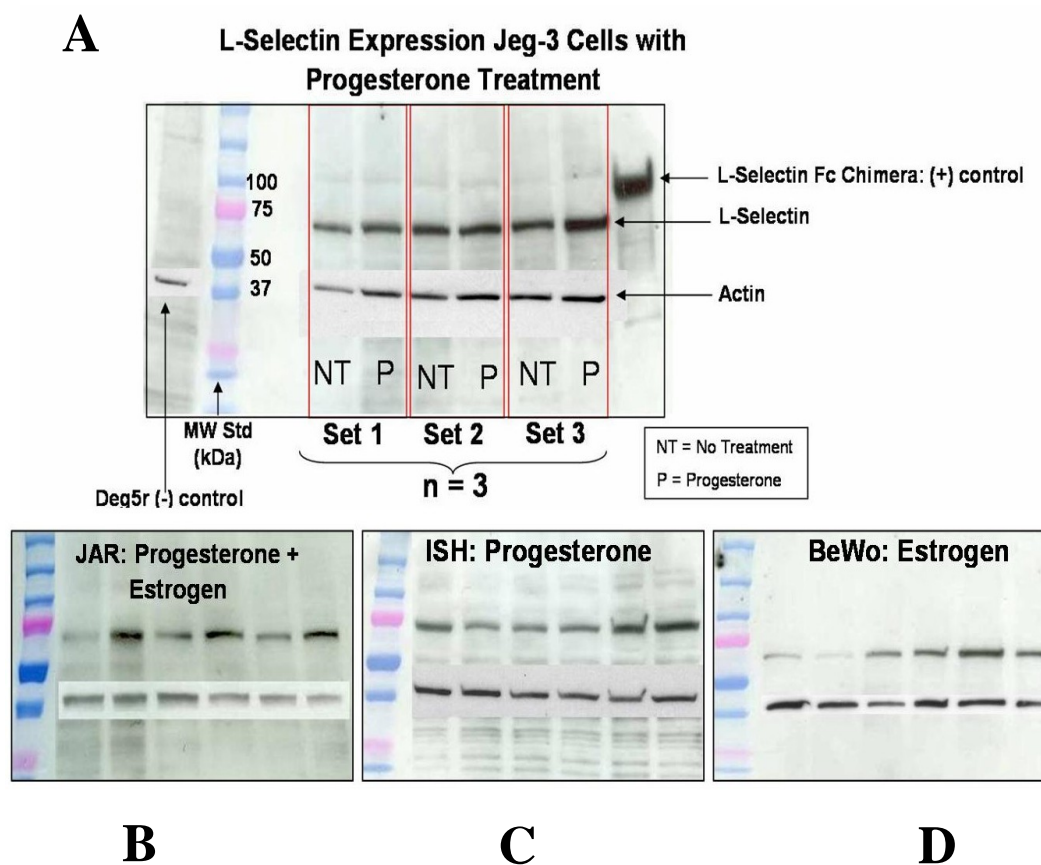 A
L-Selectin Expression Jeg-3 Cells with
Progesterone Treatment
100
75
50
37
L-Selectin Fc Chimera: (+) control
L-Selectin
Actin
NT P NT P NT P
MW Std
(kDa)
Set 1 Set 2 Set 3
n = 3
Deg5r (-) control
NT = No Treatment
P = Progesterone
JAR: Progesterone +
Estrogen
ISH: Progesterone
BeWo: Estrogen
B C D